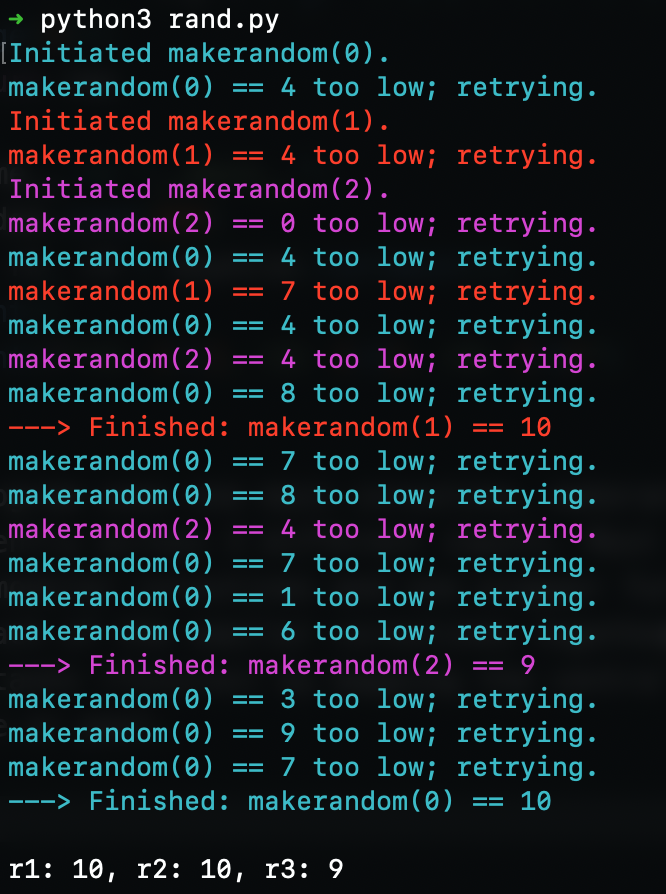 ➜ python3 rand.py
[Initiated makerandom(0).
makerandom(0) == 4 too low; retrying.
Initiated makerandom(1).
makerandom(1) == 4 too low; retrying.
Initiated makerandom(2).
makerandom(2) == 0 too low; retrying.
makerandom(0) == 4 too low; retrying.
makerandom(1) == 7 too low; retrying.
makerandom(0) == 4 too low; retrying.
makerandom(2) == 4 too low; retrying.
makerandom(0) == 8 too low; retrying.
---> Finished: makerandom(1) == 10
makerandom(0) == 7 too low; retrying.
makerandom(0) == 8 too low; retrying.
makerandom(2) == 4 too low; retrying.
makerandom(0) == 7 too low; retrying.
makerandom(0) == 1 too low; retrying.
makerandom(0) == 6 too low; retrying.
---> Finished: makerandom(2) == 9
makerandom(0) == 3 too low; retrying.
makerandom(0) == 9 too low; retrying.
makerandom(0) == 7 too low; retrying.
---> Finished: makerandom(0) == 10
r1: 10, r2: 10, r3: 9